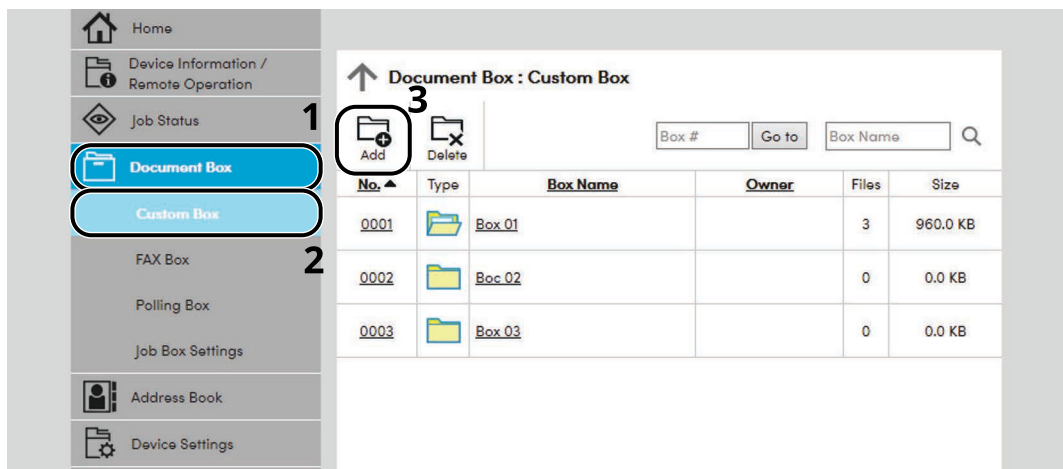 Home
Device Information /
Remote Operation
Job Status
1
Document Box
Custom Box
2
FAX Box
Polling Box
Job Box Settings
Address Book
Device Settings
Document Box : Custom Box
3
Add
Delete
Box #
Go to
Box Name
No. ▲ Type Box Name Owner Files Size
0001 Box 01 3 960.0 KB
0002 Boc 02 0 0.0 KB
0003 Box 03 0 0.0 KB